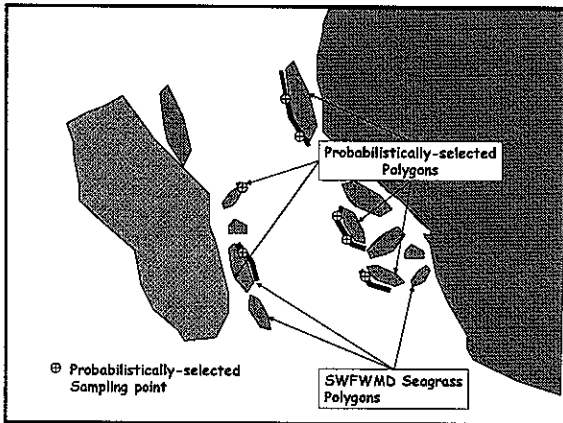 Probabilistically-selected
Polygons
⊕ Probabilistically-selected
Sampling point
SWFWMD Seagrass
Polygons